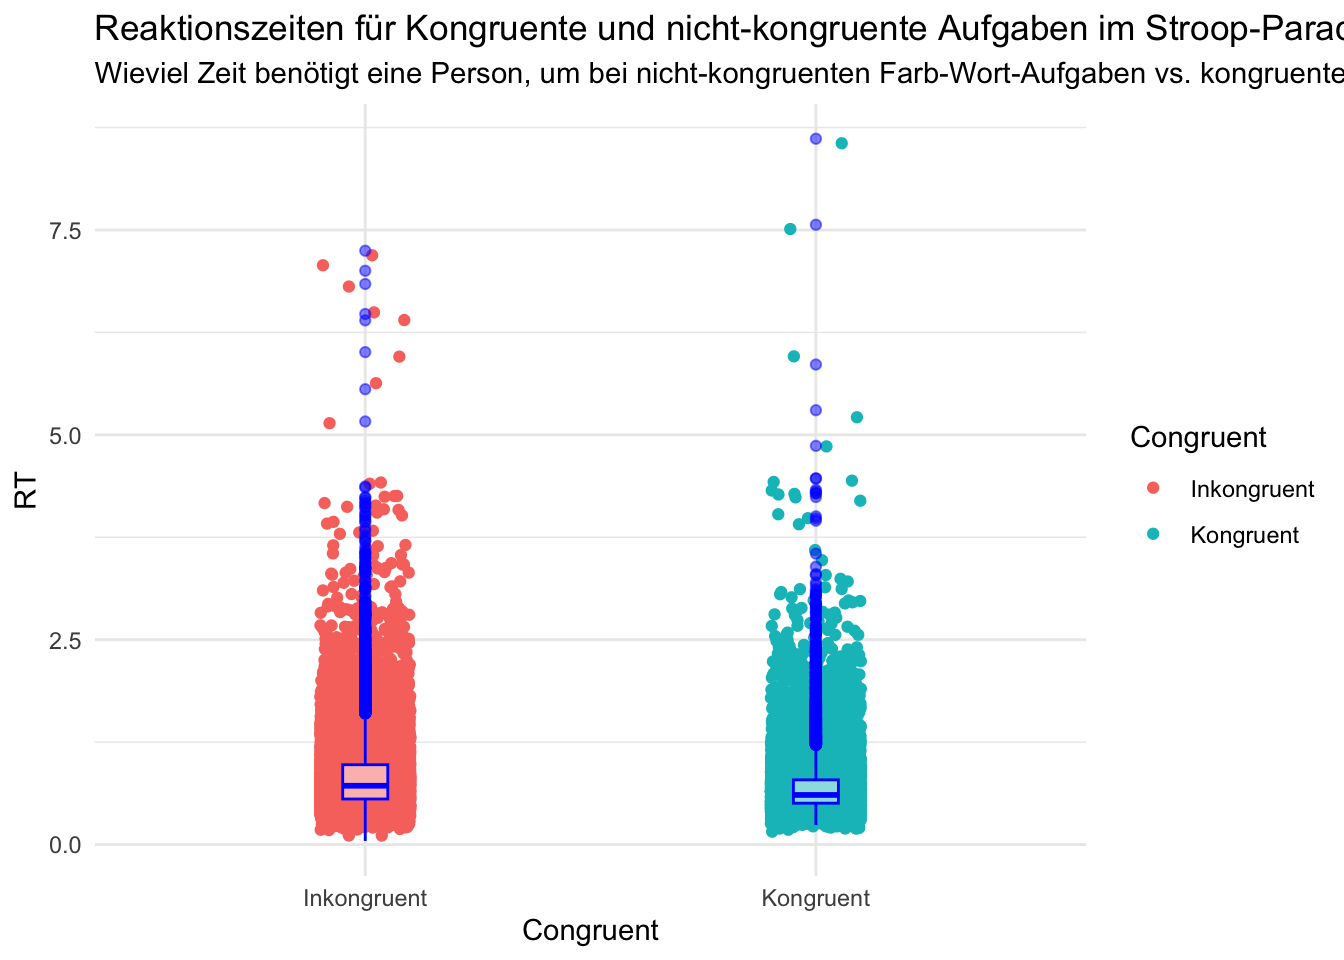 Reaktionszeiten für Kongruente und nicht-kongruente Aufgaben im Stroop-Parad
Wieviel Zeit benötigt eine Person, um bei nicht-kongruenten Farb-Wort-Aufgaben vs. kongruente
7.5
5.0
2.5
0.0
RT
Inkongruent
Kongruent
Congruent
Congruent
Inkongruent
Kongruent